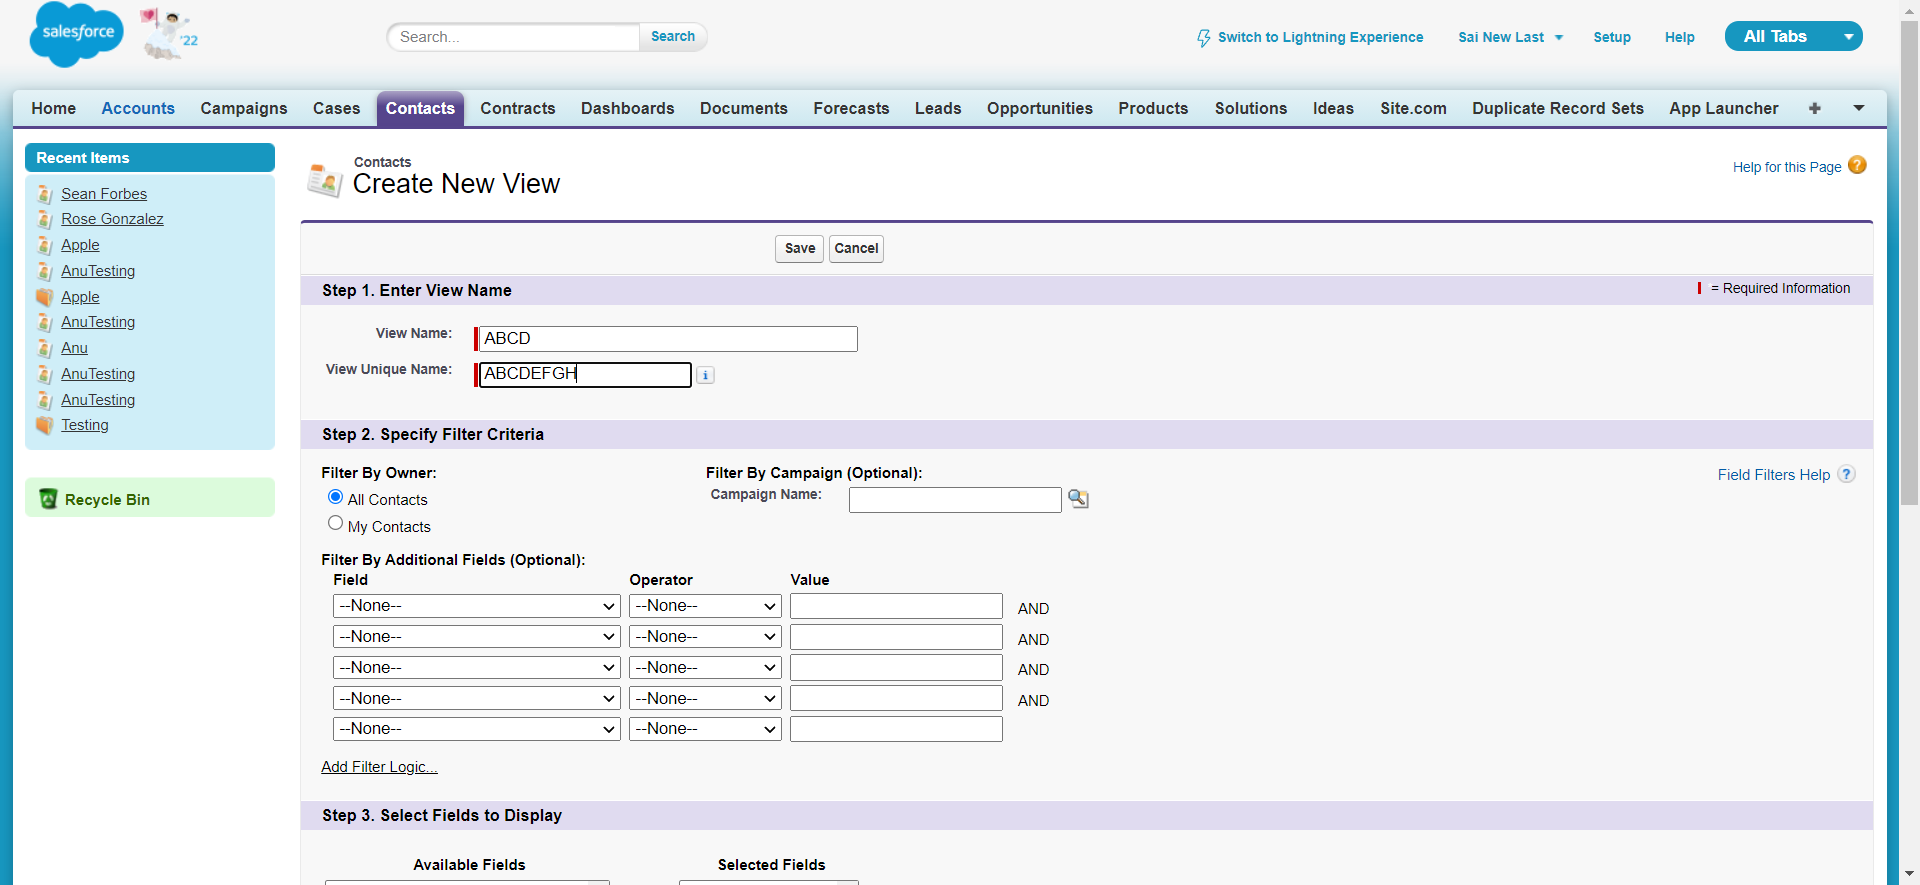 salesforce
'22
Search...
Search
Switch to Lightning Experience
Sai New Last
Setup
Help
All Tabs
Home Accounts Campaigns Cases Contacts Contracts Dashboards Documents Forecasts Leads Opportunities Products Solutions Ideas Site.com Duplicate Record Sets App Launcher +
Recent Items
Sean Forbes
Rose Gonzalez
Apple
AnuTesting
Apple
AnuTesting
Anu
AnuTesting
AnuTesting
Testing
Recycle Bin
Contacts
Create New View
Help for this Page ?
Save Cancel
Step 1. Enter View Name
= Required Information
View Name: ABCD
View Unique Name: ABCDEFGH i
Step 2. Specify Filter Criteria
Filter By Owner:
All Contacts
My Contacts
Filter By Campaign (Optional):
Campaign Name:
Field Filters Help ?
Filter By Additional Fields (Optional):
Field Operator Value
--None-- --None-- AND
--None-- --None-- AND
--None-- --None-- AND
--None-- --None-- AND
--None-- --None--
Add Filter Logic...
Step 3. Select Fields to Display
Available Fields Selected Fields